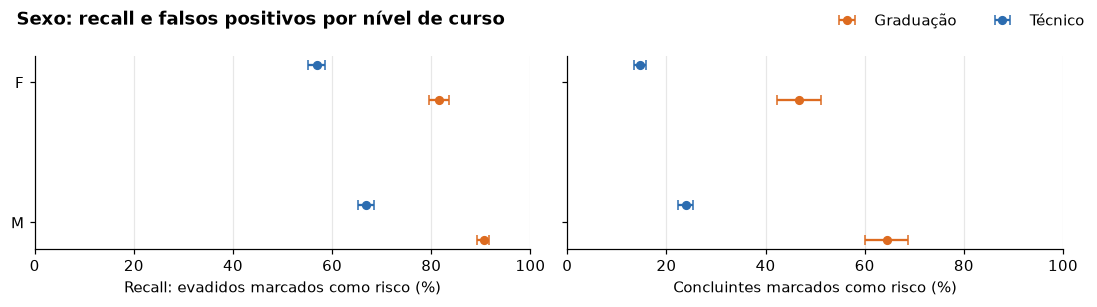 Sexo: recall e falsos positivos por nível de curso
Graduação
Técnico
F
M
0 20 40 60 80 100
0 20 40 60 80 100
Recall: evadidos marcados como risco (%)
Concluintes marcados como risco (%)